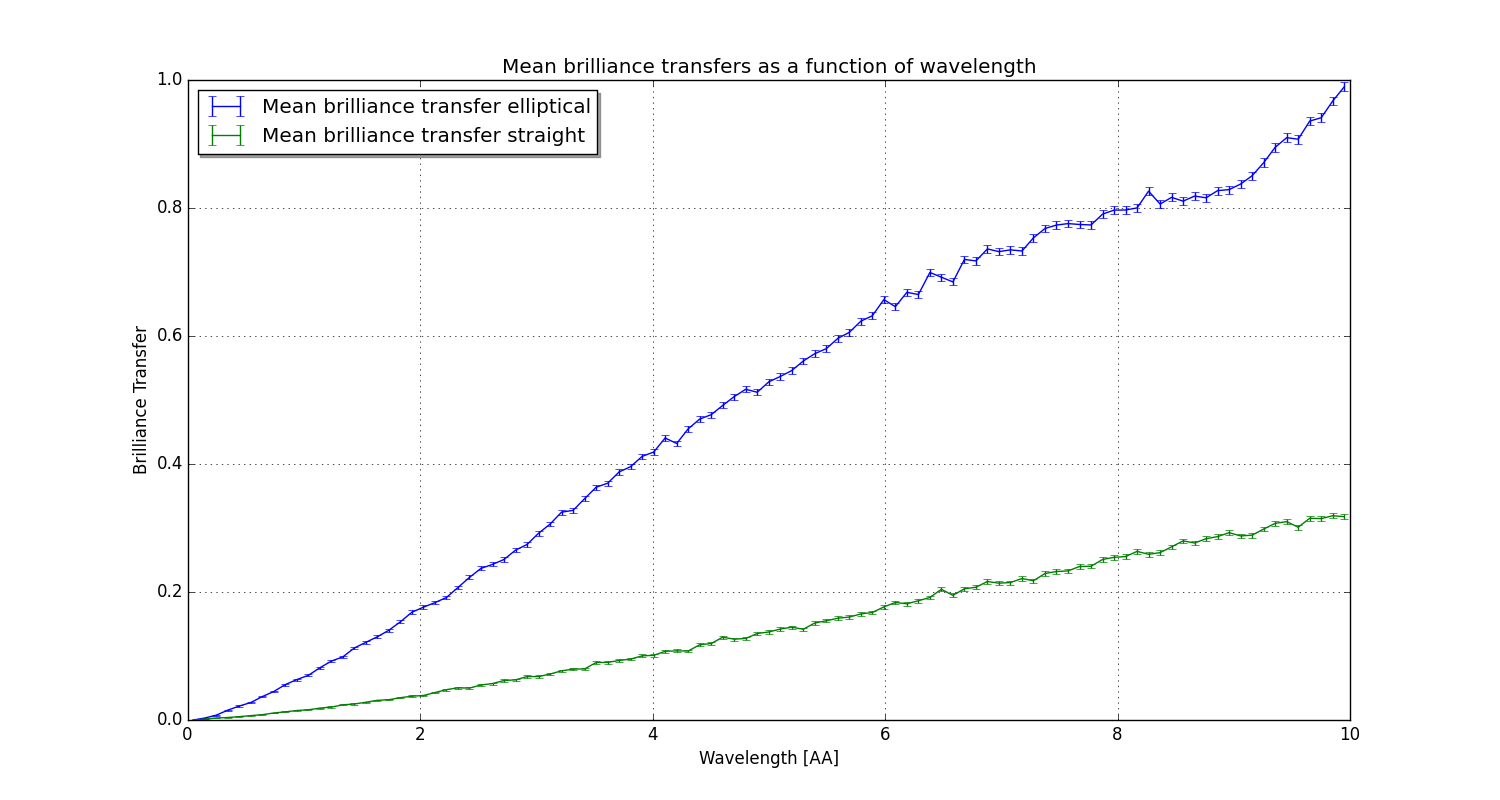 Mean brilliance transfers as a function of wavelength
1.0
Mean brilliance transfer elliptical
Mean brilliance transfer straight
0.8
0.6
Brilliance Transfer
0.4
0.2
0.0
0 2 4 6 8 10
Wavelength [AA]